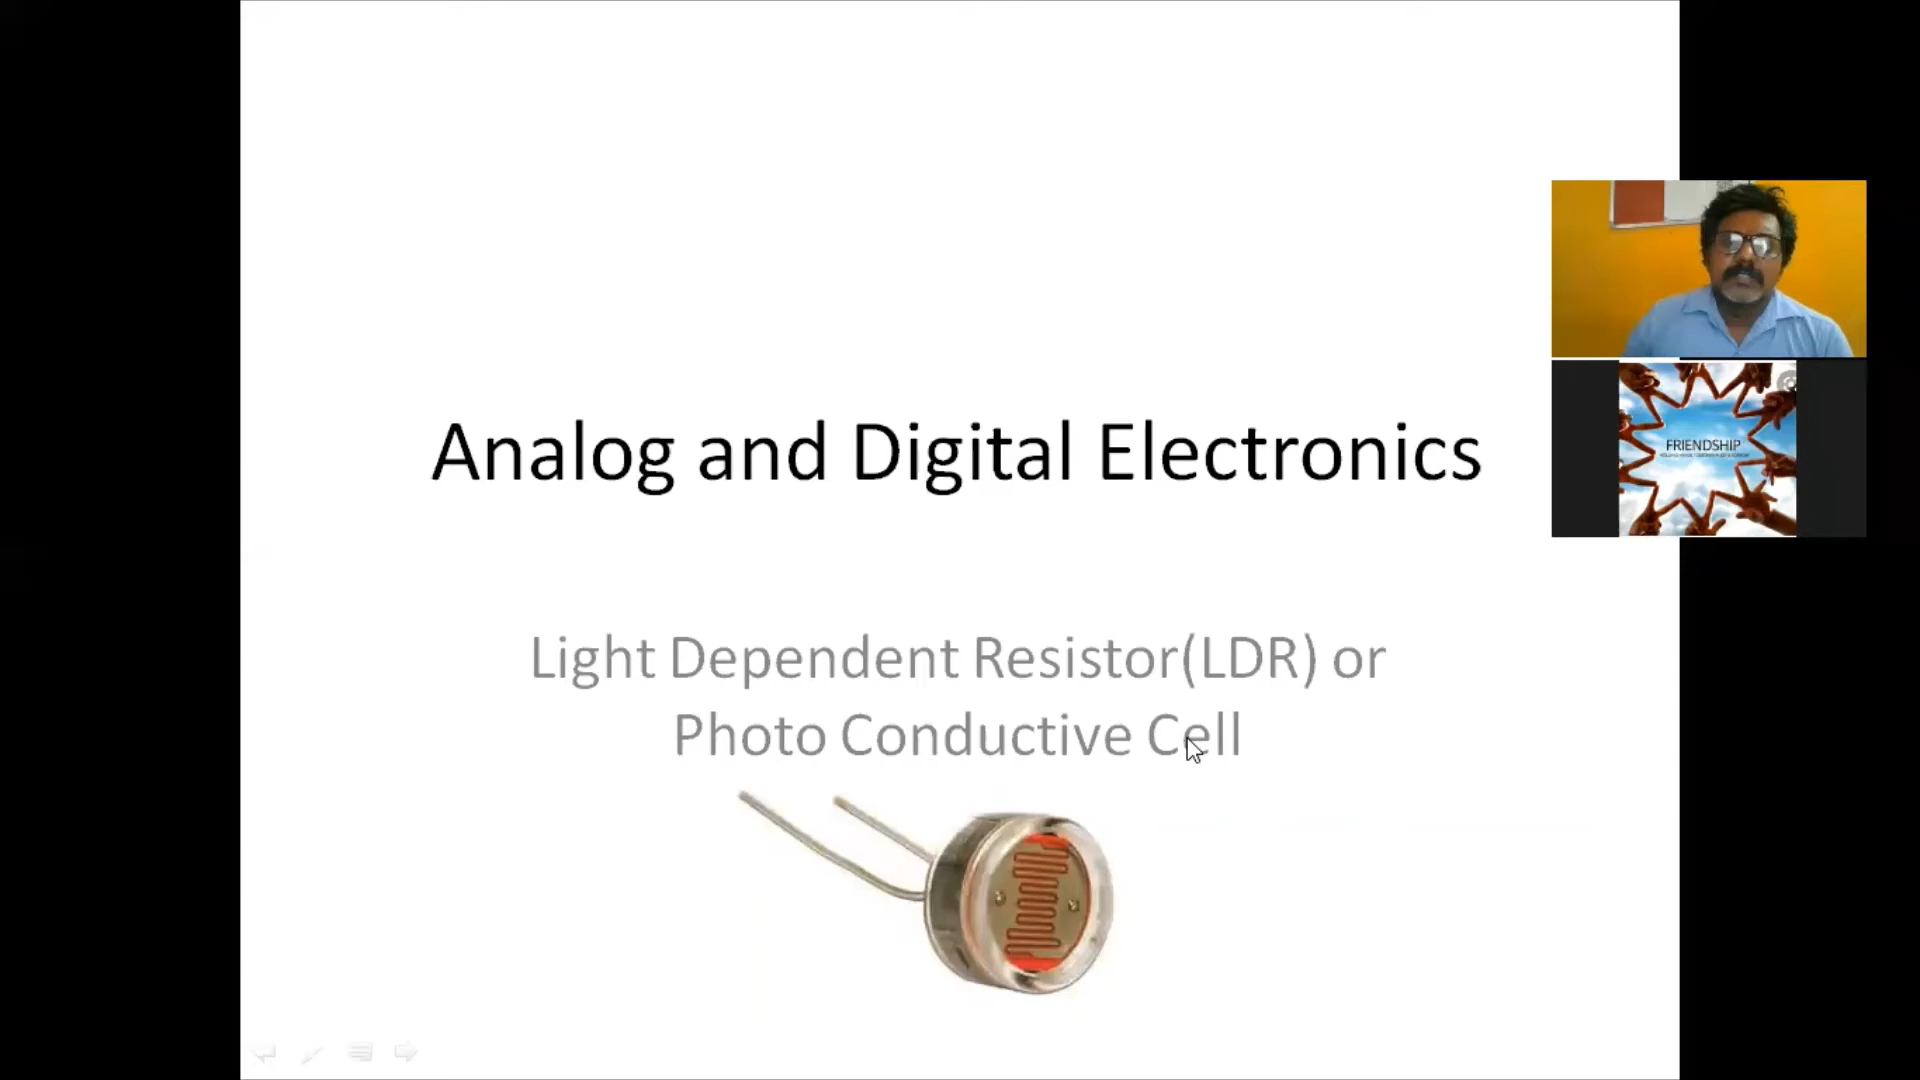 Analog and Digital Electronics
Light Dependent Resistor(LDR) or
Photo Conductive Cell
FRIENDSHIP